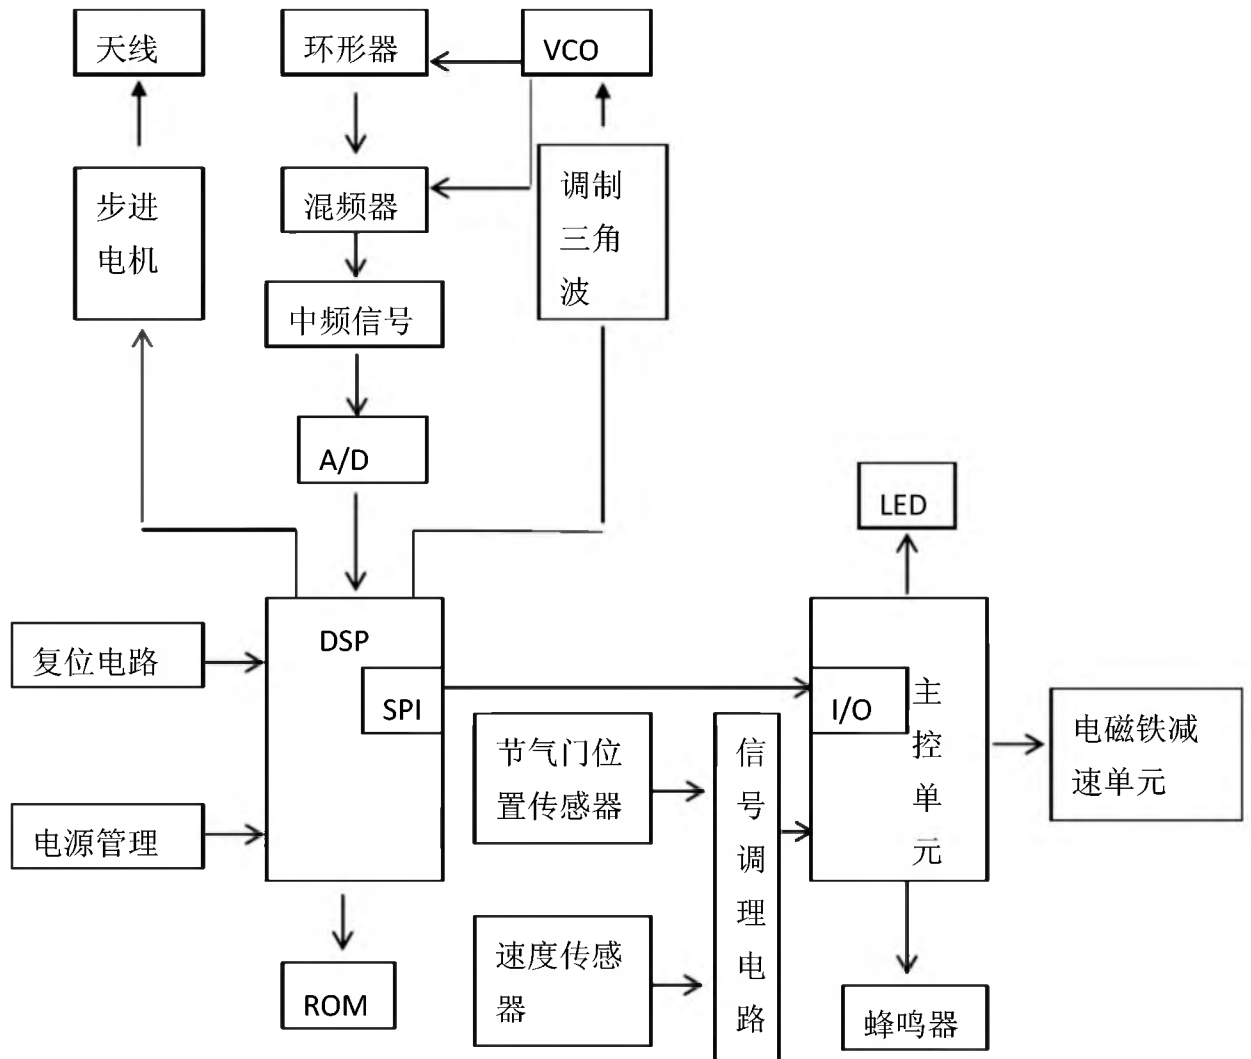 天线
环形器
VCO
步进
电机
混频器
调制
三角
波
中频信号
A/D
LED
复位电路
DSP
SPI
I/O
主
控
单
元
电磁铁减
速单元
节气门位
置传感器
信
号
调
理
电
路
电源管理
速度传感
器
ROM
蜂鸣器